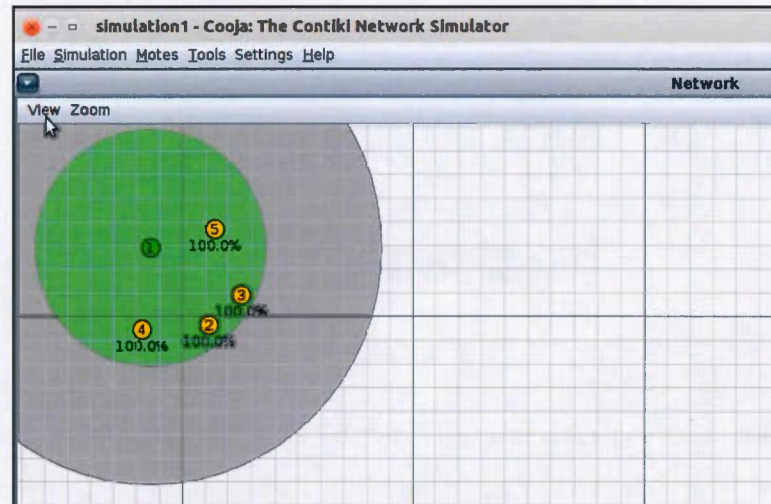 simulation1 - Cooja: The Contiki Network Simulator
File Simulation Motes Tools Settings Help
Network
View Zoom
5
1
100.0%
3
100.0%
4
2
100.0%
100.0%